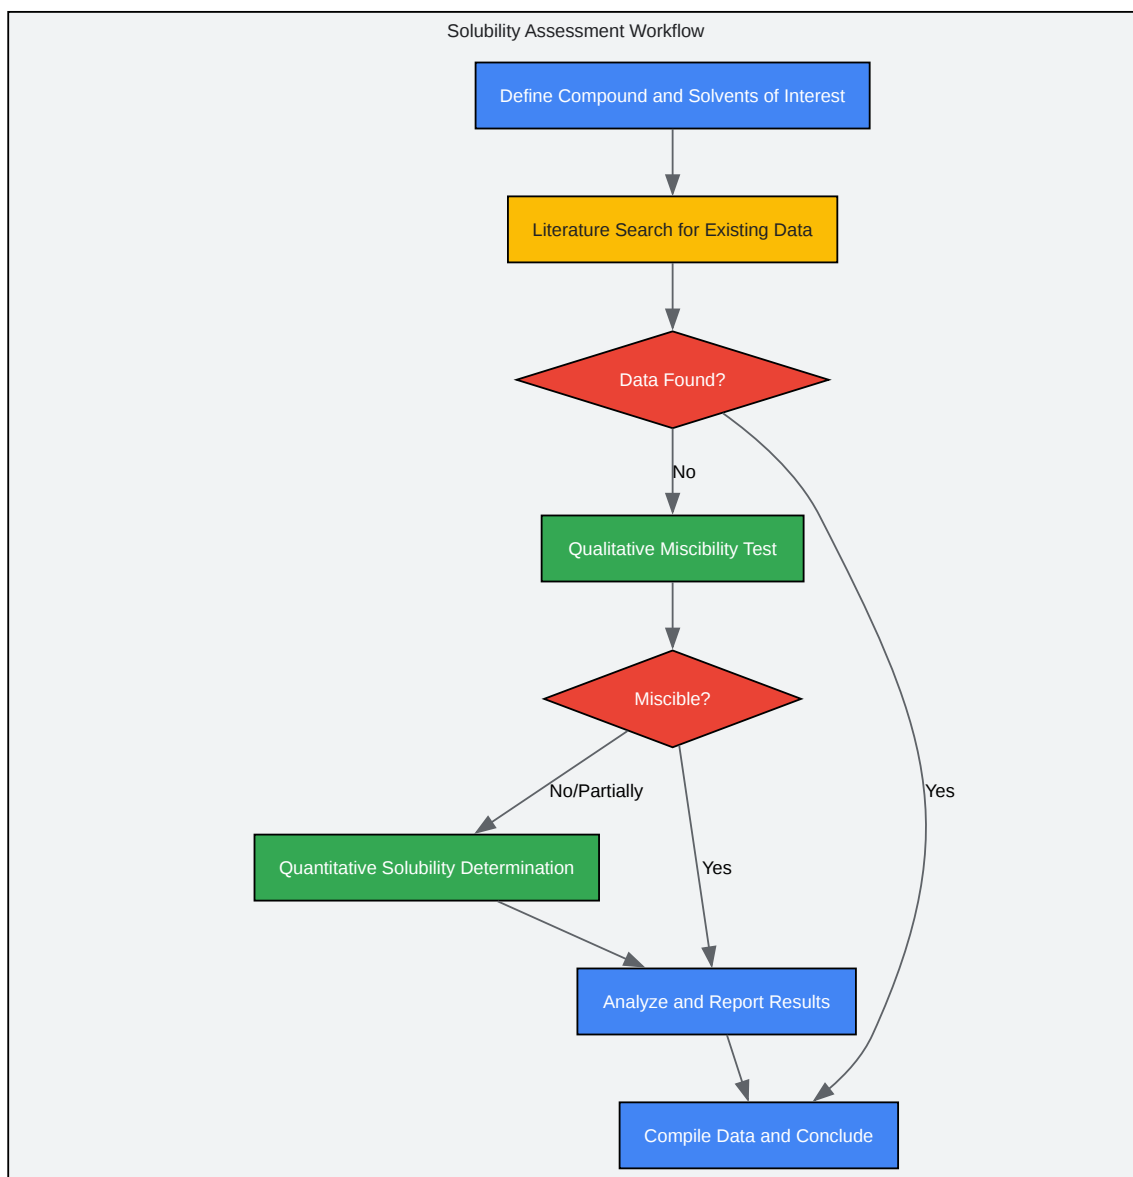 Solubility Assessment Workflow
Define Compound and Solvents of Interest
Literature Search for Existing Data
Data Found?
No
Qualitative Miscibility Test
Miscible?
No/Partially
Yes
Quantitative Solubility Determination
Yes
Analyze and Report Results
Compile Data and Conclude